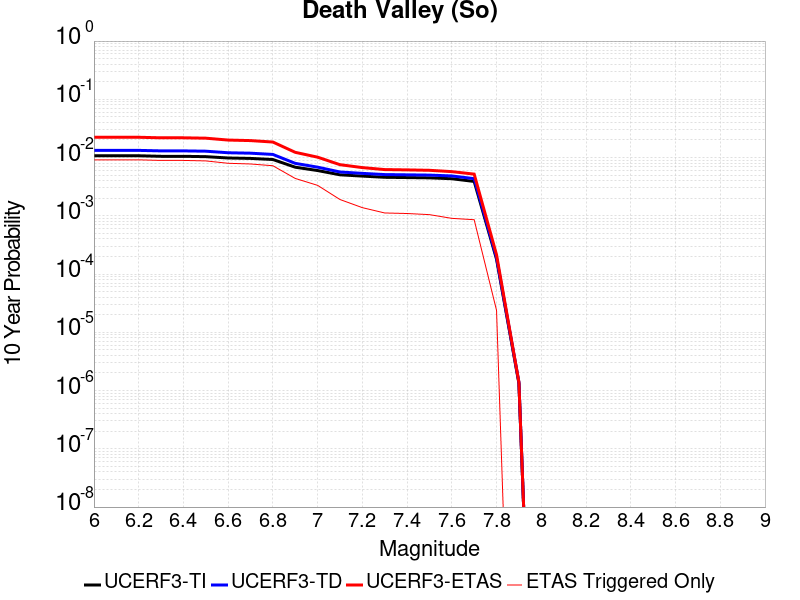 Death Valley (So)
10 Year Probability
10^0
10^-1
10^-2
10^-3
10^-4
10^-5
10^-6
10^-7
10^-8
6 6.2 6.4 6.6 6.8 7 7.2 7.4 7.6 7.8 8 8.2 8.4 8.6 8.8 9
Magnitude
UCERF3-TI UCERF3-TD UCERF3-ETAS ETAS Triggered Only